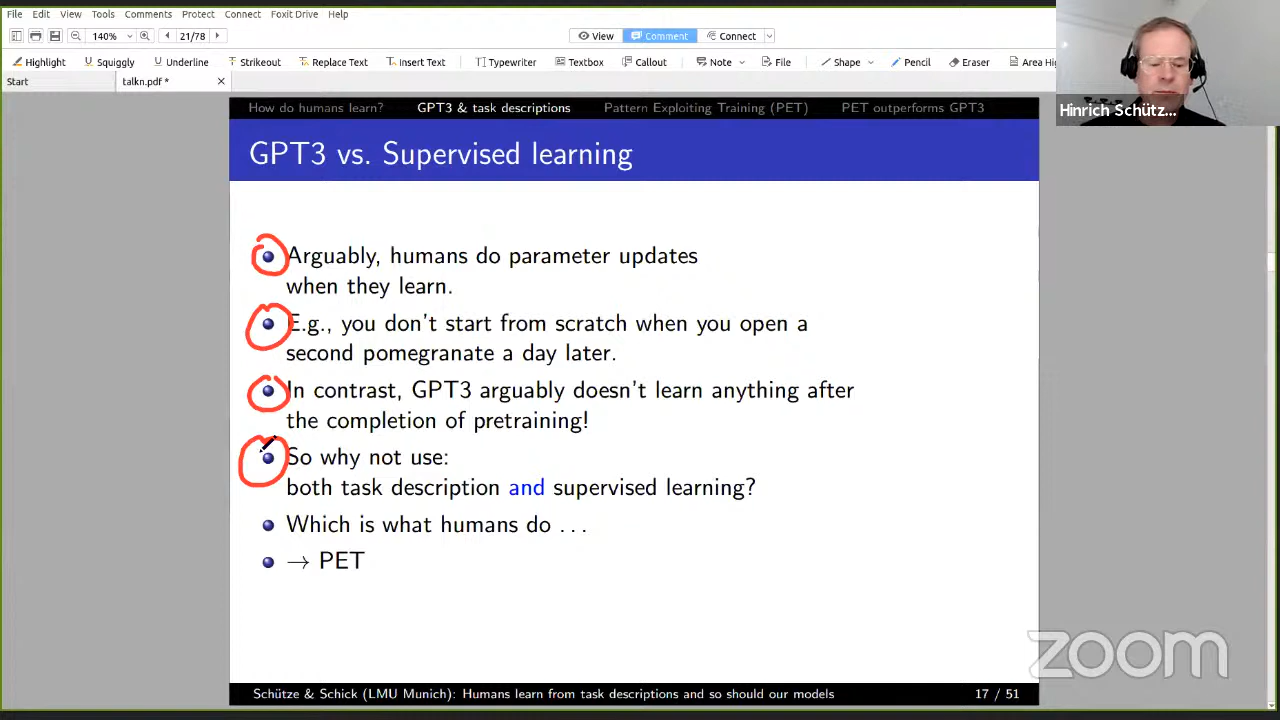 File Edit View Tools Comments Protect Connect Foxit Drive Help
140% 21/78 View Comment Connect
Highlight Squiggly Underline Strikeout Replace Text Insert Text Typewriter Textbox Callout Note File Shape Pencil Eraser Area Hi
Start talkn.pdf *
Hinrich Schütz...
How do humans learn? GPT3 & task descriptions Pattern Exploiting Training (PET) PET outperforms GPT3
GPT3 vs. Supervised learning
Arguably, humans do parameter updates
when they learn.
E.g., you don't start from scratch when you open a
second pomegranate a day later.
In contrast, GPT3 arguably doesn't learn anything after
the completion of pretraining!
So why not use:
both task description and supervised learning?
Which is what humans do ...
→ PET
zoom
Schütze & Schick (LMU Munich): Humans learn from task descriptions and so should our models 17 / 51